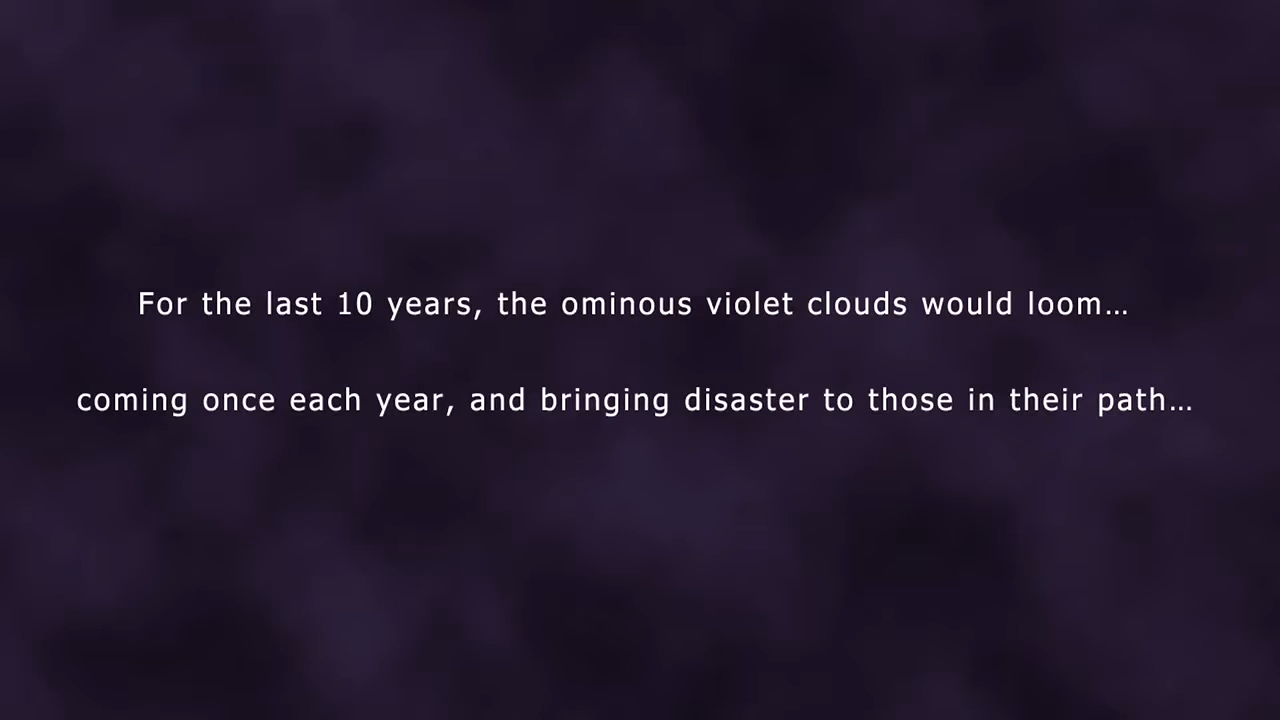 For the last 10 years, the ominous violet clouds would loom…
coming once each year, and bringing disaster to those in their path…